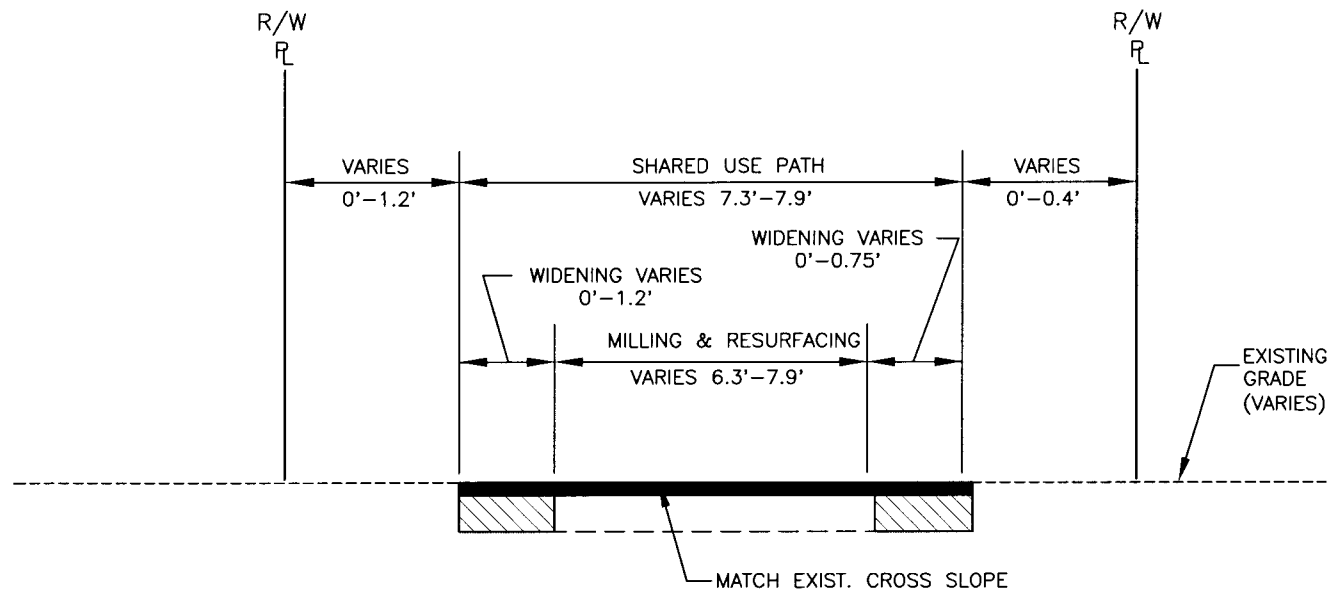 R/W
PL
R/W
PL
VARIES
0'-1.2'
SHARED USE PATH
VARIES 7.3'-7.9'
VARIES
0'-0.4'
WIDENING VARIES
0'-0.75'
WIDENING VARIES
0'-1.2'
MILLING & RESURFACING
VARIES 6.3'-7.9'
EXISTING
GRADE
(VARIES)
MATCH EXIST. CROSS SLOPE